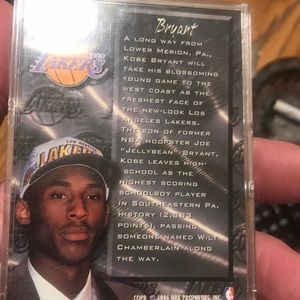 Bryant
LAKERS
A LONG WAY FROM
LOWER MERION, PA.,
KOBE BRYANT WILL
TAKE HIS BLOSSOMING
YOUNG GAME TO THE
WEST COAST AS THE
FRESHEST FACE OF
THE NEW-LOOK LOS
ANGELES LAKERS.
THE SON OF FORMER
NBA HOOPSTER JOE
"JELLYBEAN" BRYANT,
KOBE LEAVES HIGH-
SCHOOL AS THE
HIGHEST SCORING
SCHOOLBOY PLAYER
IN SOUTHEASTERN PA.
HISTORY (2,883
POINTS), PASSING
SOMEONE NAMED WILT
CHAMBERLAIN ALONG
THE WAY.
LAKERS
COPR. © 1996 NBA PROPERTIES, INC.